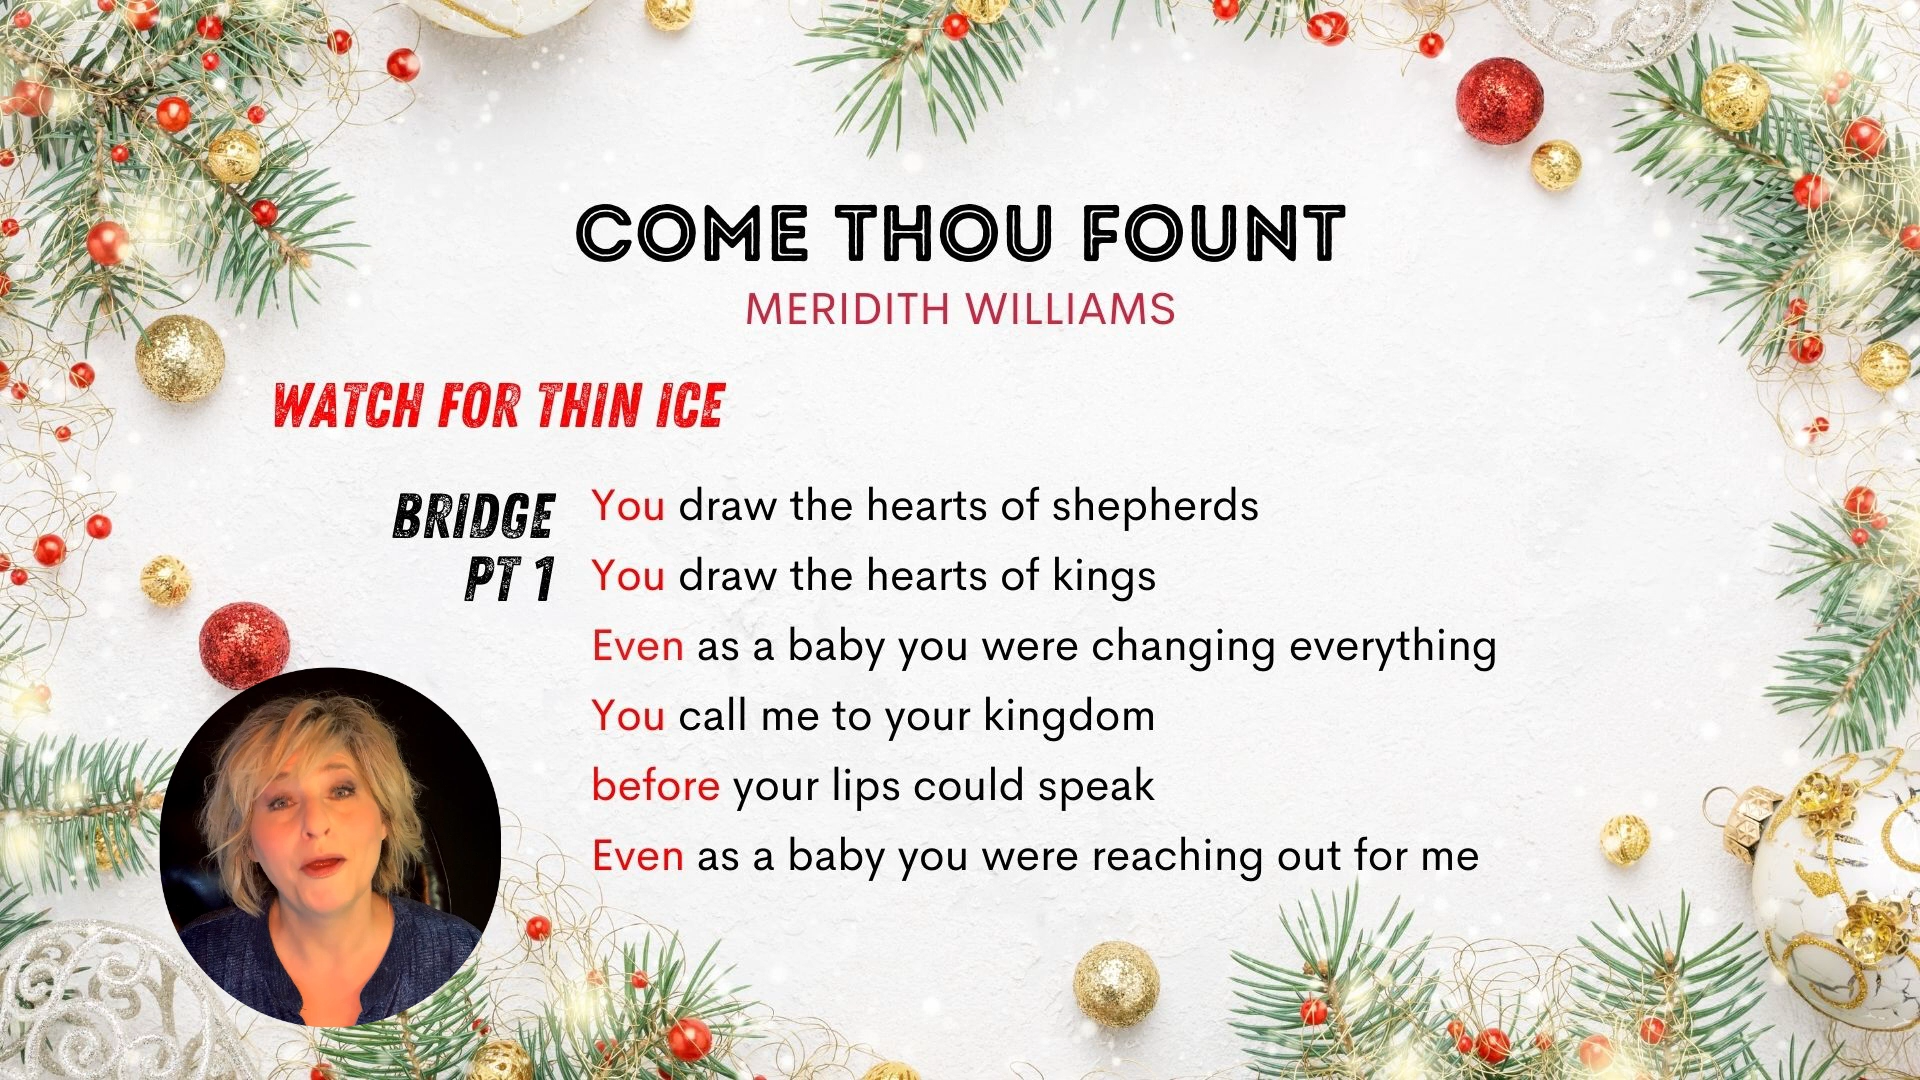 COME THOU FOUNT
MERIDITH WILLIAMS
WATCH FOR THIN ICE
BRIDGE
PT 1
You draw the hearts of shepherds
You draw the hearts of kings
Even as a baby you were changing everything
You call me to your kingdom
before your lips could speak
Even as a baby you were reaching out for me